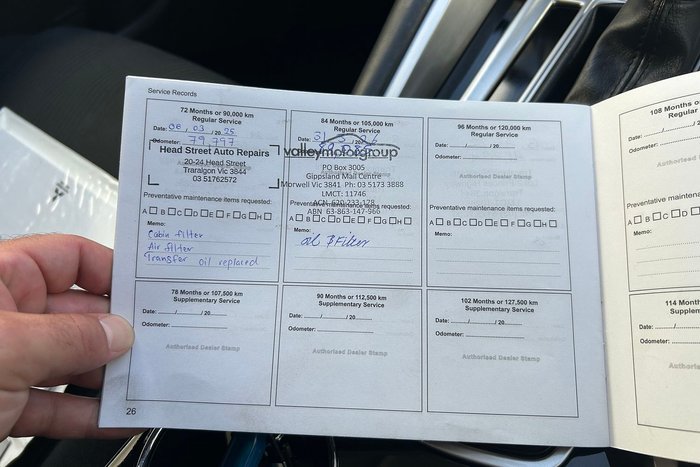 Service Records
72 Months or 90,000 km
Regular Service
Date: 06 / 03 / 20 25
Odometer: 79 797
Head Street Auto Repairs
20-24 Head Street
Traralgon Vic 3844
03 51762572
Preventative maintenance items requested:
A B C D E F G H
Memo:
Cabin filter
Air filter
Transfer oil replaced
84 Months or 105,000 km
Regular Service
Date: 31 / / 20 26
valleymotorgroup
PO Box 3005
Gippsland Mail Centre
Morwell Vic 3841 Ph: 03 5173 3888
LMCT: 11746
ACN 620-233-128
Preventative maintenance items requested:
ABN 63-863-147-966
A B C D E F G H
Memo:
oil & Filter
96 Months or 120,000 km
Regular Service
Date: ....../....../ 20......
Odometer:
Authorised Dealer Stamp
Preventative maintenance items requested:
A B C D E F G H
Memo:
108 Months or
Regular
Date: ....../....../
Odometer:
Authorised
Preventative maintenance
A B C D
Memo:
78 Months or 107,500 km
Supplementary Service
Date: ....../....../ 20......
Odometer:
Authorised Dealer Stamp
90 Months or 112,500 km
Supplementary Service
Date: ....../....../ 20......
Odometer:
Authorised Dealer Stamp
102 Months or 127,500 km
Supplementary Service
Date: ....../....../ 20......
Odometer:
Authorised Dealer Stamp
114 Months
Supplement
Date: ....../....../
Odometer:
26